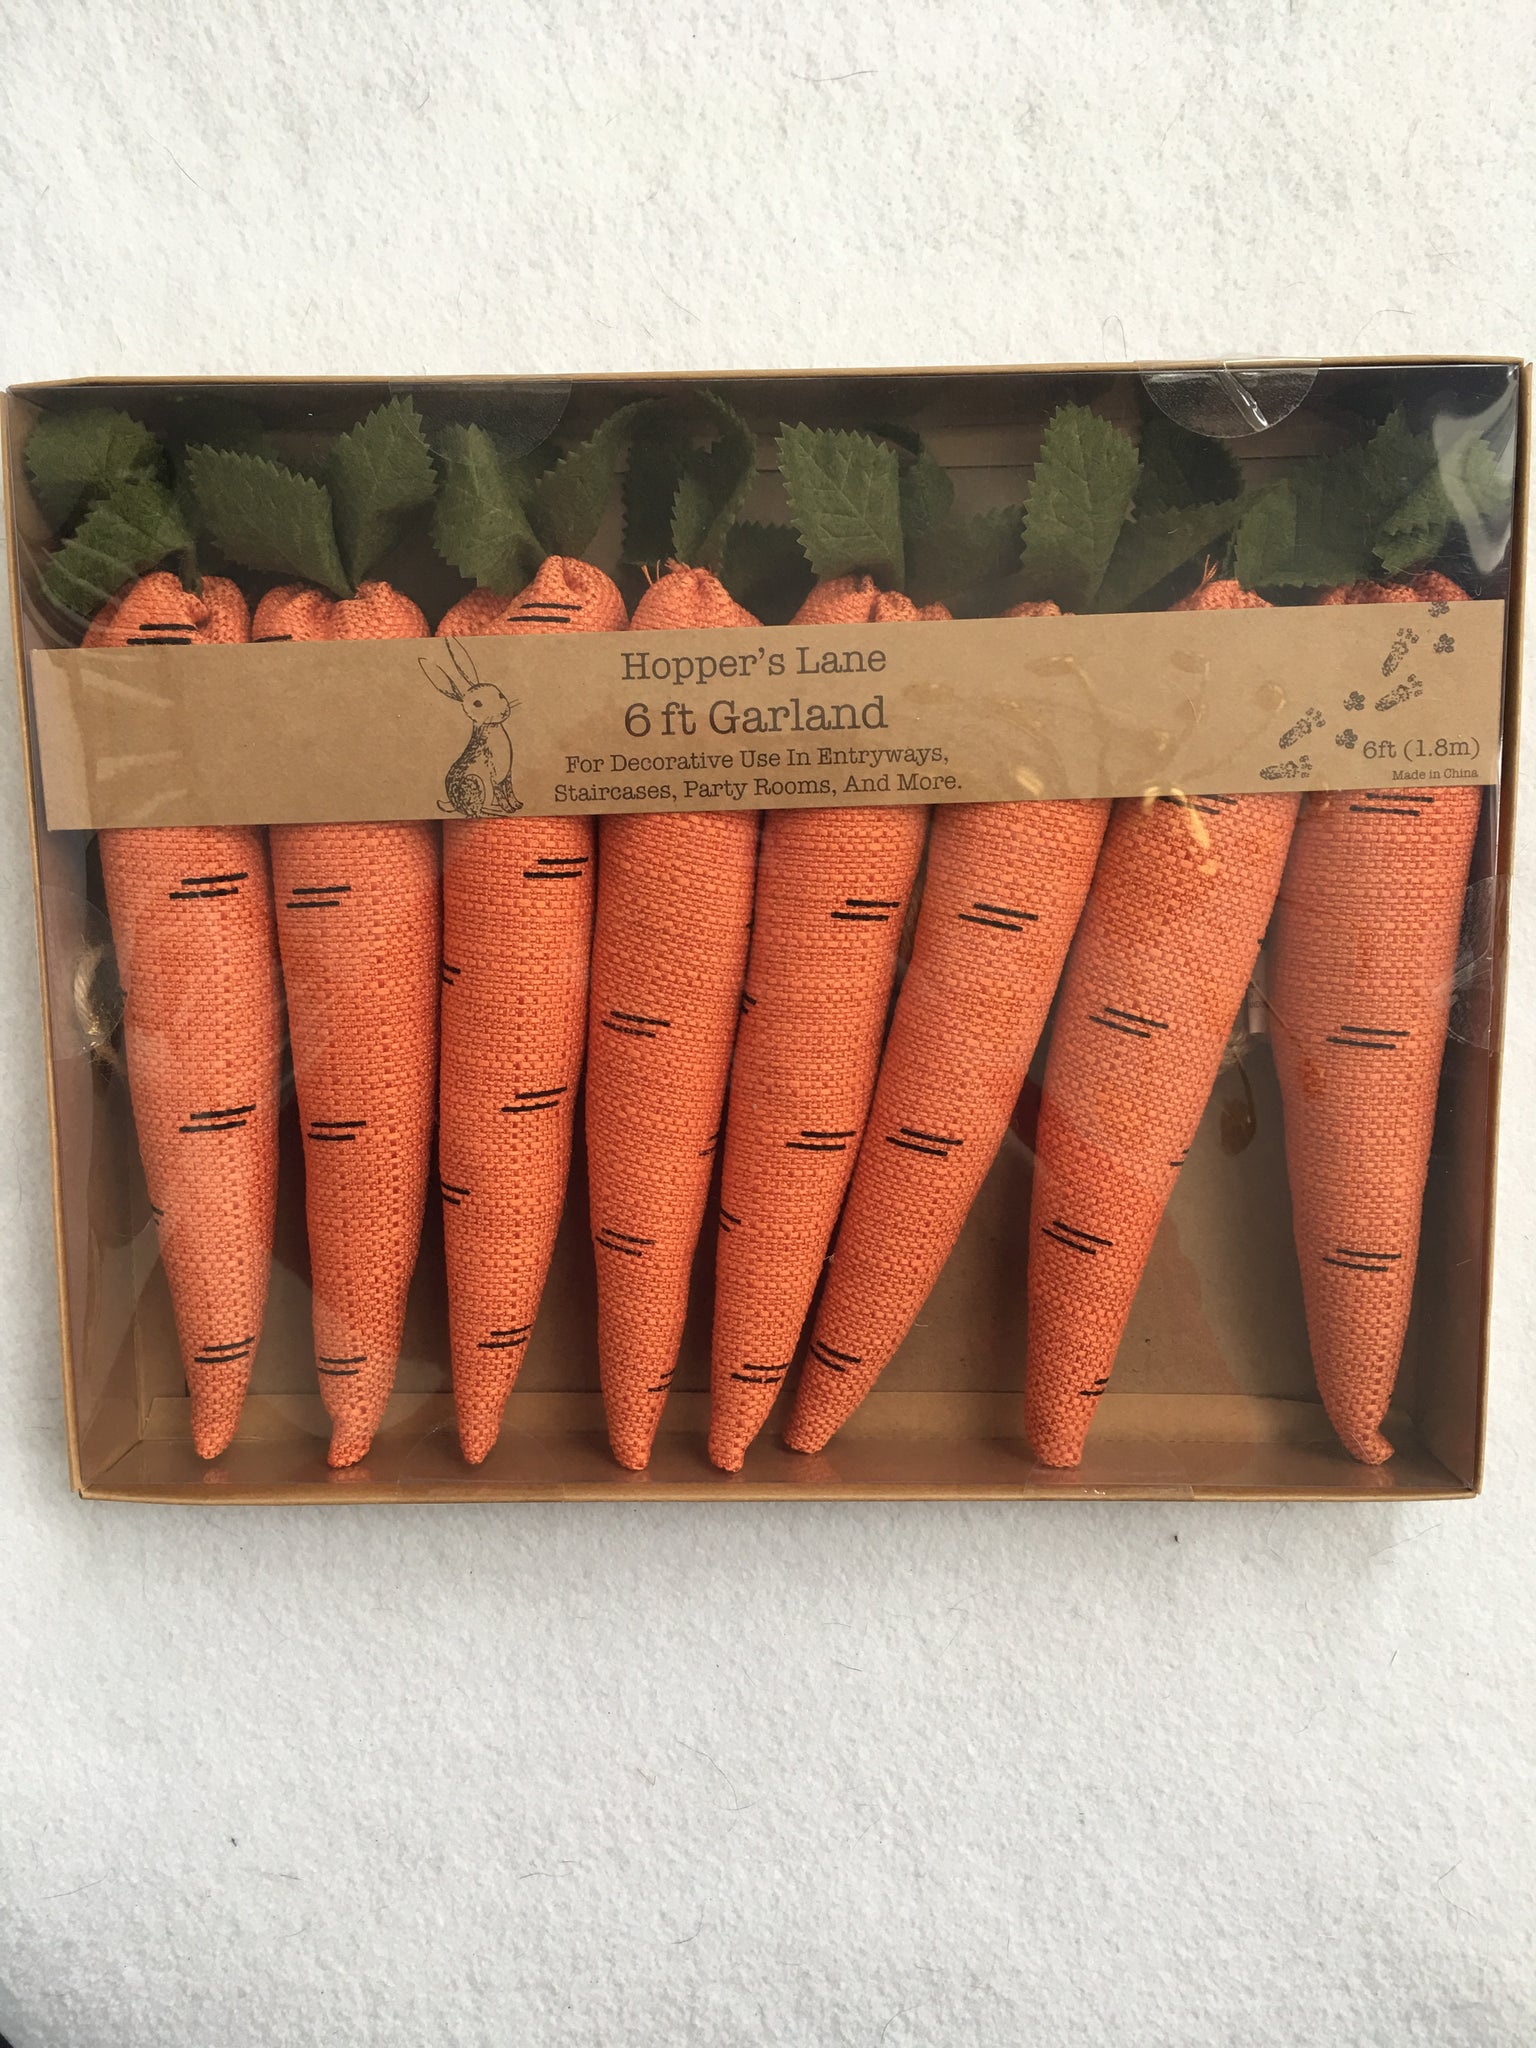 Hopper's Lane
6 ft Garland
For Decorative Use In Entryways,
Staircases, Party Rooms, And More.
6ft (1.8m)
Made in China